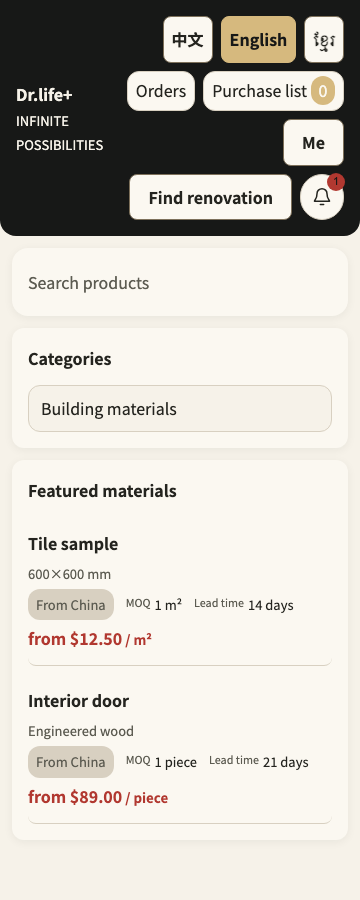 中文
English
ខ្មែរ
Dr.life+
INFINITE
POSSIBILITIES
Orders
Purchase list 0
Me
Find renovation
1
Search products
Categories
Building materials
Featured materials
Tile sample
600×600 mm
From China MOQ 1 m² Lead time 14 days
from $12.50 / m²
Interior door
Engineered wood
From China MOQ 1 piece Lead time 21 days
from $89.00 / piece